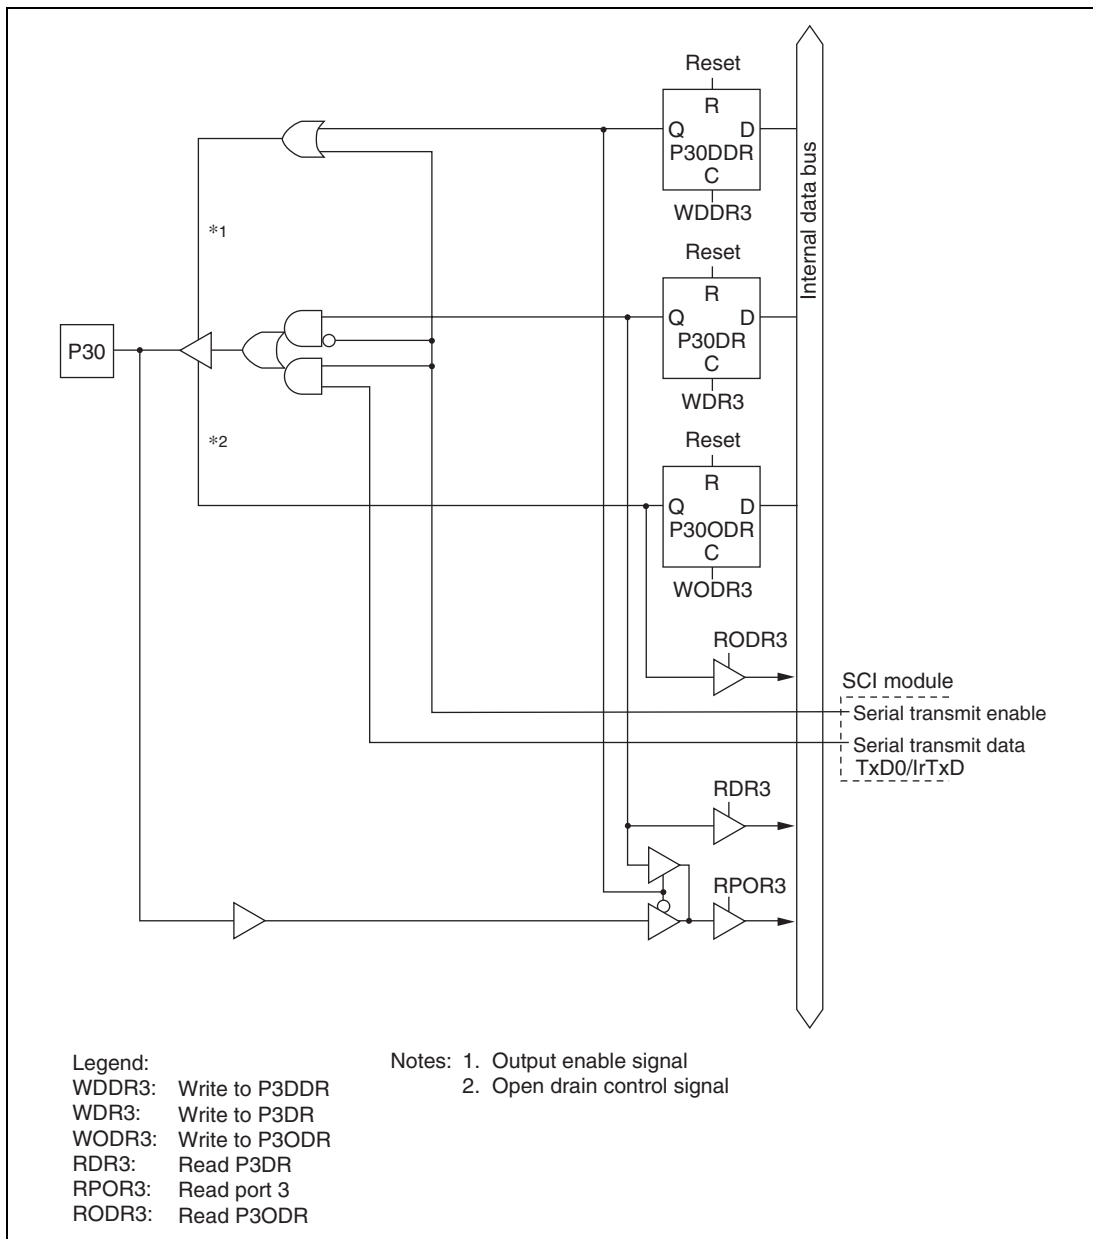 Reset
R
Q D
P30DDR
C
WDDR3
Internal data bus
*1
Reset
R
Q D
P30DR
C
WDR3
P30
*2
Reset
R
Q D
P30ODR
C
WODR3
RODR3
SCI module
Serial transmit enable
Serial transmit data
TxD0/IrTxD
RDR3
RPOR3
Legend:
WDDR3: Write to P3DDR
WDR3: Write to P3DR
WODR3: Write to P3ODR
RDR3: Read P3DR
RPOR3: Read port 3
RODR3: Read P3ODR
Notes: 1. Output enable signal
2. Open drain control signal